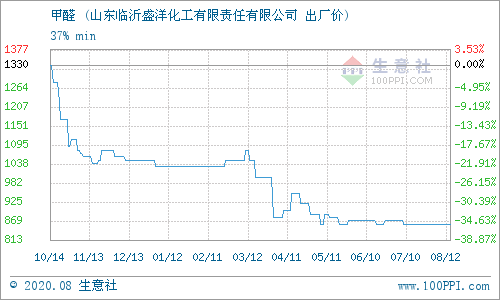 甲醛 (山东临沂盛洋化工有限责任有限公司 出厂价)
37% min
1377 3.53%
1330 0.00%
1264 -4.95%
1207 -9.19%
1151 -13.43%
1095 -17.67%
1038 -21.91%
982 -26.15%
925 -30.39%
869 -34.63%
813 -38.87%
生意社
100PPI.COM
10/14 11/13 12/13 01/12 02/11 03/12 04/11 05/11 06/10 07/10 08/12
© 2020.08 生意社 www.100PPI.com